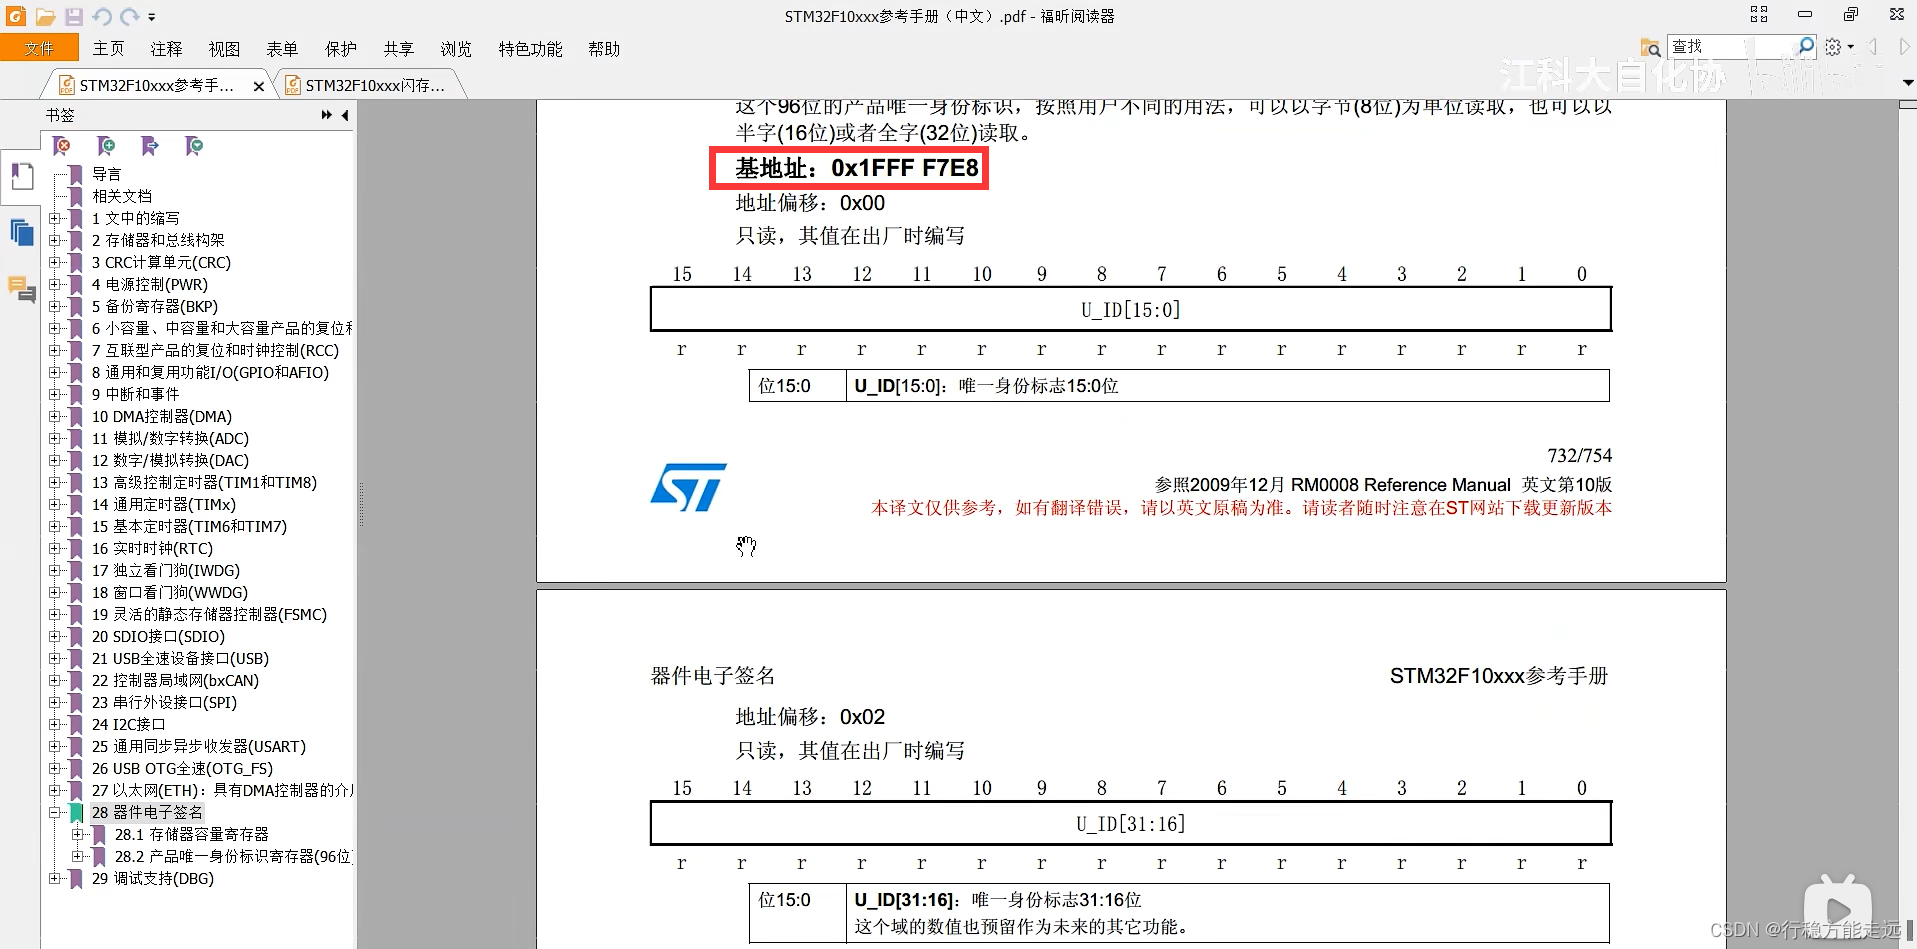 STM32F10xxx参考手册（中文）.pdf - 福昕阅读器
文件 主页 注释 视图 表单 保护 共享 浏览 特色功能 帮助
查找
STM32F10xxx参考手... STM32F10xxx闪存...
江科大自化协
书签
导言
相关文档
1 文中的缩写
2 存储器和总线构架
3 CRC计算单元(CRC)
4 电源控制(PWR)
5 备份寄存器(BKP)
6 小容量、中容量和大容量产品的复位和
7 互联型产品的复位和时钟控制(RCC)
8 通用和复用功能I/O(GPIO和AFIO)
9 中断和事件
10 DMA控制器(DMA)
11 模拟/数字转换(ADC)
12 数字/模拟转换(DAC)
13 高级控制定时器(TIM1和TIM8)
14 通用定时器(TIMx)
15 基本定时器(TIM6和TIM7)
16 实时时钟(RTC)
17 独立看门狗(IWDG)
18 窗口看门狗(WWDG)
19 灵活的静态存储器控制器(FSMC)
20 SDIO接口(SDIO)
21 USB全速设备接口(USB)
22 控制器局域网(bxCAN)
23 串行外设接口(SPI)
24 I2C接口
25 通用同步异步收发器(USART)
26 USB OTG全速(OTG_FS)
27 以太网(ETH)：具有DMA控制器的介
28 器件电子签名
28.1 存储器容量寄存器
28.2 产品唯一身份标识寄存器(96位
29 调试支持(DBG)
这个96位的产品唯一身份标识，按照用户不同的用法，可以以字节(8位)为单位读取，也可以以
半字(16位)或者全字(32位)读取。
基地址：0x1FFF F7E8
地址偏移：0x00
只读，其值在出厂时编写
15 14 13 12 11 10 9 8 7 6 5 4 3 2 1 0
U_ID[15:0]
r r r r r r r r r r r r r r r r
位15:0 U_ID[15:0]：唯一身份标志15:0位
ST
732/754
参照2009年12月 RM0008 Reference Manual 英文第10版
本译文仅供参考，如有翻译错误，请以英文原稿为准。请读者随时注意在ST网站下载更新版本
器件电子签名 STM32F10xxx参考手册
地址偏移：0x02
只读，其值在出厂时编写
15 14 13 12 11 10 9 8 7 6 5 4 3 2 1 0
U_ID[31:16]
r r r r r r r r r r r r r r r r
位15:0 U_ID[31:16]：唯一身份标志31:16位
这个域的数值也预留作为未来的其它功能。
CSDN @行稳方能走远